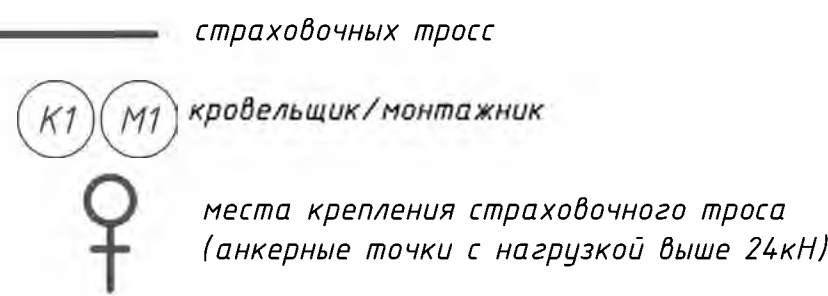 страховочных тросс
К1 М1 кровельщик/монтажник
места крепления страховочного троса
(анкерные точки с нагрузкой выше 24кН)